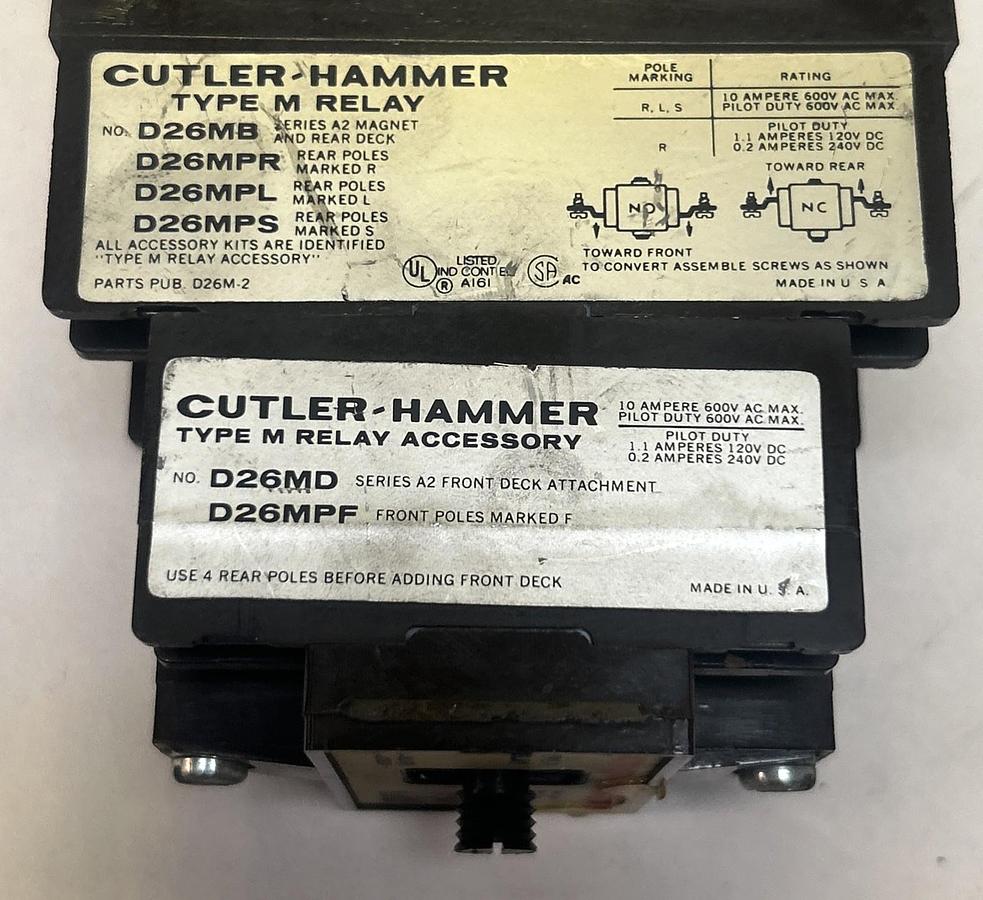 CUTLER-HAMMER
TYPE M RELAY
NO. D26MB SERIES A2 MAGNET AND REAR DECK
D26MPR REAR POLES MARKED R
D26MPL REAR POLES MARKED L
D26MPS REAR POLES MARKED S
ALL ACCESSORY KITS ARE IDENTIFIED
"TYPE M RELAY ACCESSORY"
PARTS PUB. D26M-2
UL ® LISTED IND CONT EQ A161
SA AC
POLE MARKING RATING
R, L, S 10 AMPERE 600V AC MAX. PILOT DUTY 600V AC MAX.
R PILOT DUTY 1.1 AMPERES 120V DC 0.2 AMPERES 240V DC
TOWARD REAR
NO NC
TOWARD FRONT
TO CONVERT ASSEMBLE SCREWS AS SHOWN
MADE IN U S A
CUTLER-HAMMER
TYPE M RELAY ACCESSORY
10 AMPERE 600V AC MAX.
PILOT DUTY 600V AC MAX.
PILOT DUTY
1.1 AMPERES 120V DC
0.2 AMPERES 240V DC
NO. D26MD SERIES A2 FRONT DECK ATTACHMENT
D26MPF FRONT POLES MARKED F
USE 4 REAR POLES BEFORE ADDING FRONT DECK
MADE IN U. S. A.